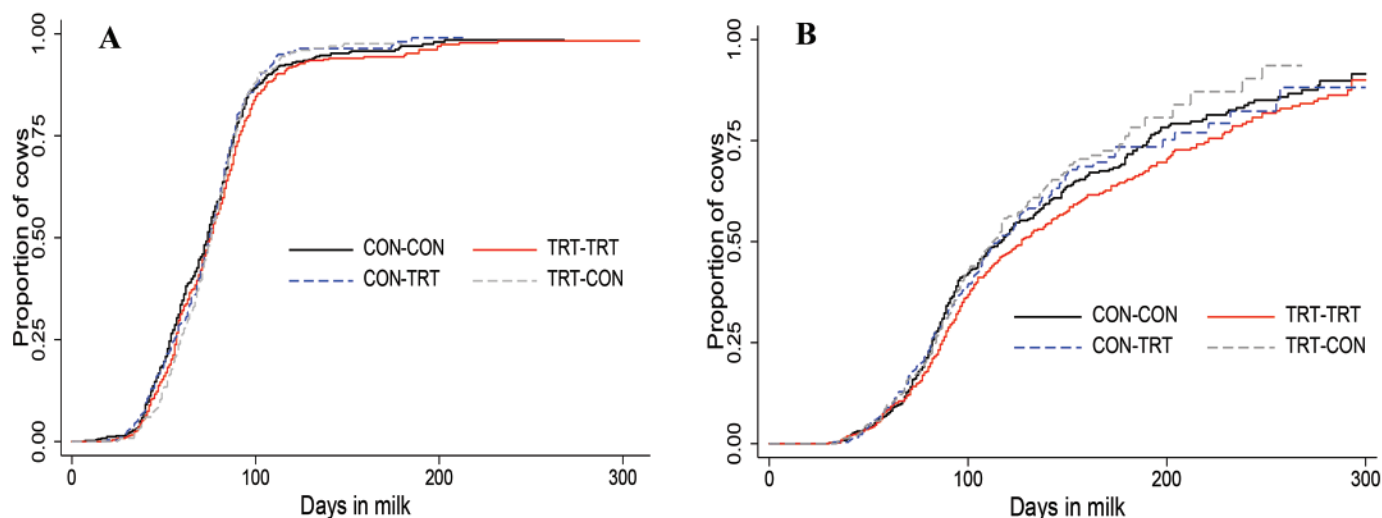 A
Proportion of cows
1.00
0.75
0.50
0.25
0.00
CON-CON
TRT-TRT
CON-TRT
TRT-CON
0
100
200
300
Days in milk
B
Proportion of cows
1.00
0.75
0.50
0.25
0.00
CON-CON
TRT-TRT
CON-TRT
TRT-CON
0
100
200
300
Days in milk